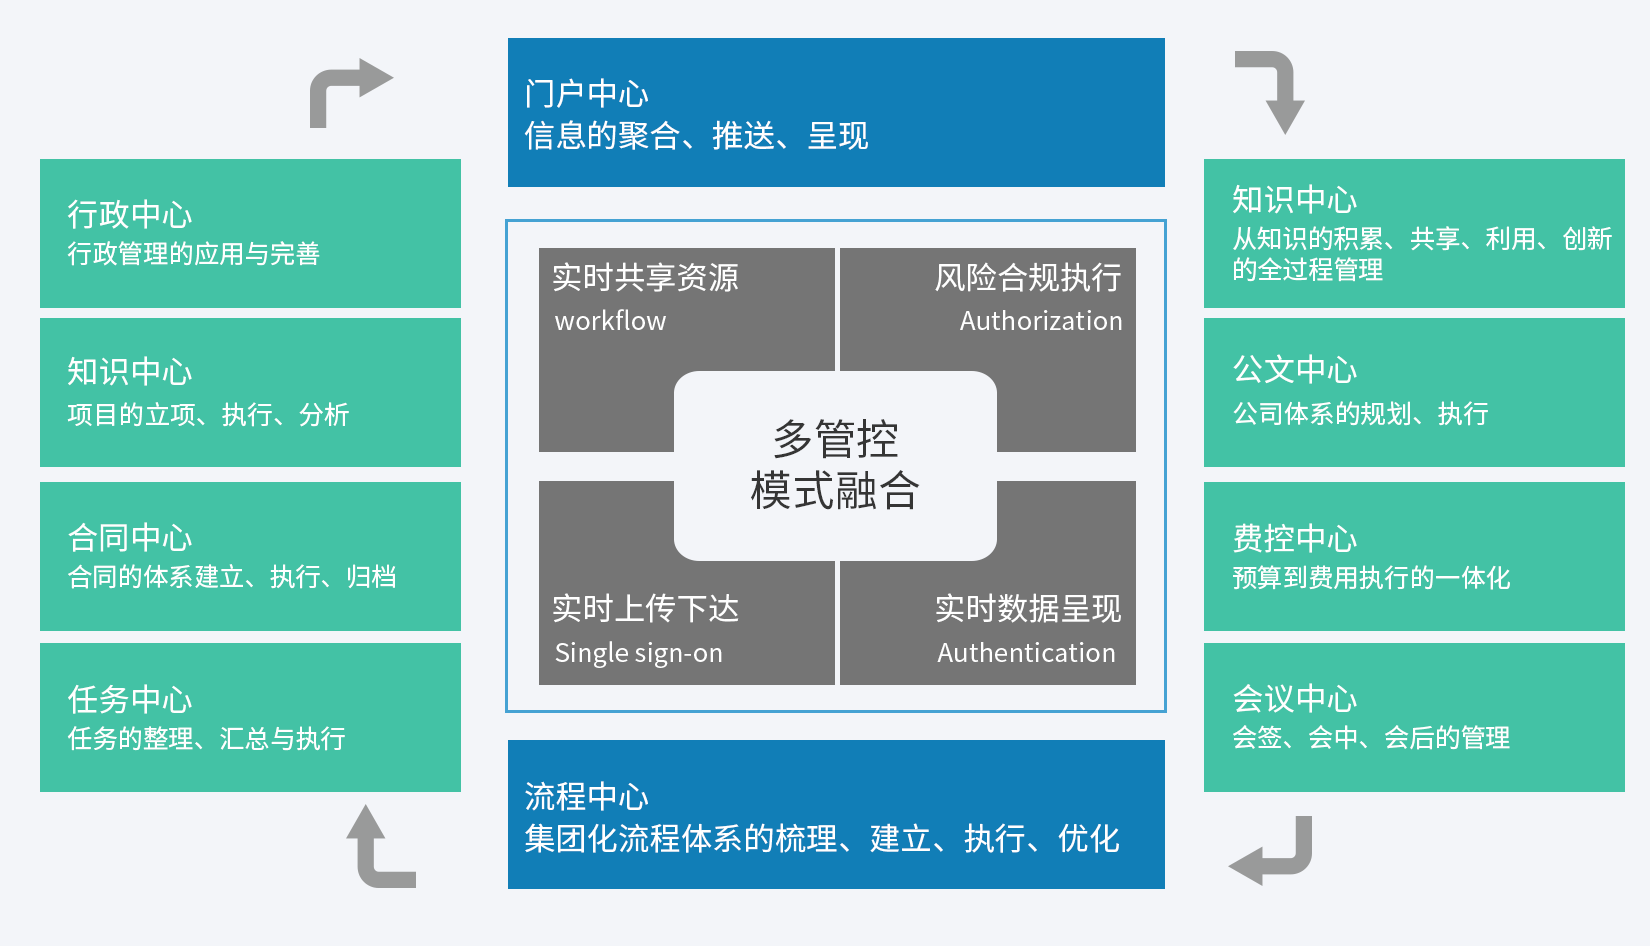 门户中心
信息的聚合、推送、呈现
行政中心
行政管理的应用与完善
知识中心
项目的立项、执行、分析
合同中心
合同的体系建立、执行、归档
任务中心
任务的整理、汇总与执行
实时共享资源
workflow
风险合规执行
Authorization
多管控
模式融合
实时上传下达
Single sign-on
实时数据呈现
Authentication
知识中心
从知识的积累、共享、利用、创新
的全过程管理
公文中心
公司体系的规划、执行
费控中心
预算到费用执行的一体化
会议中心
会签、会中、会后的管理
流程中心
集团化流程体系的梳理、建立、执行、优化